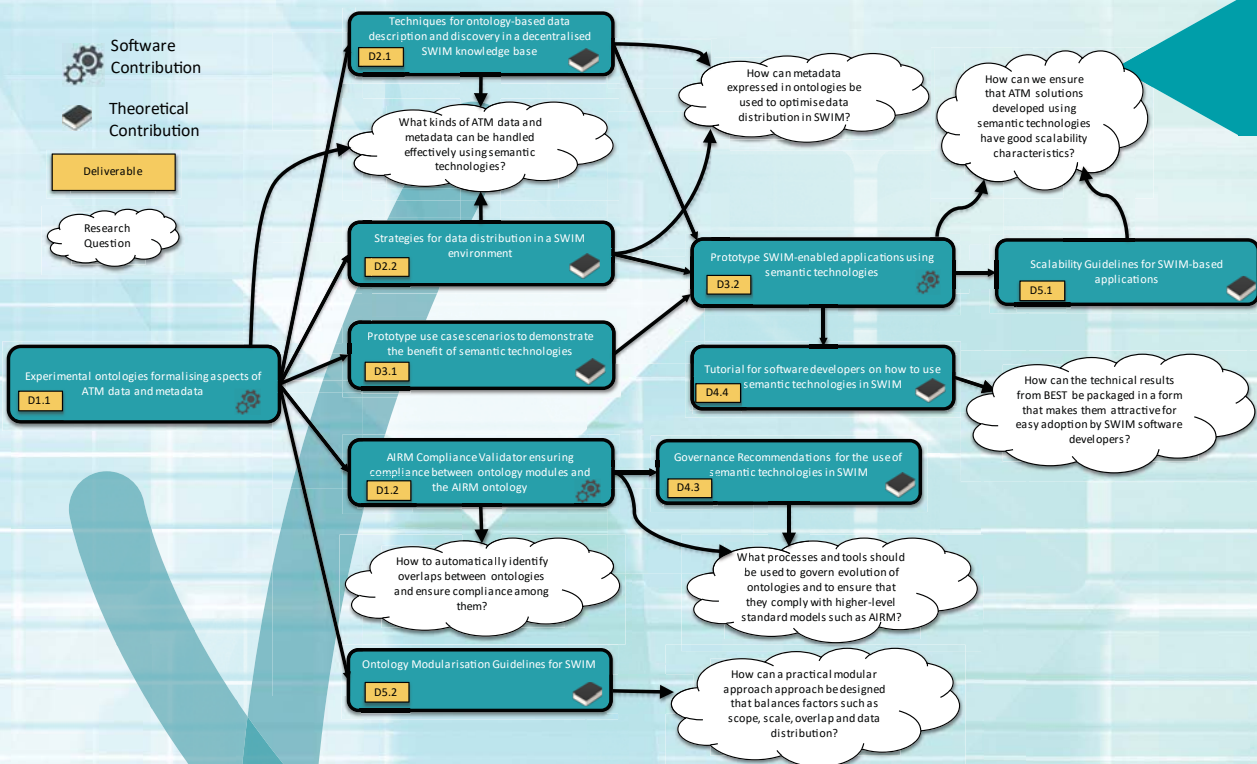 Software
Contribution
Theoretical
Contribution
Deliverable
Research
Question
Techniques for ontology-based data
description and discovery in a decentralised
SWIM knowledge base
D2.1
What kinds of ATM data and
metadata can be handled
effectively using semantic
technologies?
How can metadata
expressed in ontologies be
used to optimise data
distribution in SWIM?
How can we ensure
that ATM solutions
developed using
semantic technologies
have good scalability
characteristics?
Strategies for data distribution in a SWIM
environment
D2.2
Prototype SWIM-enabled applications using
semantic technologies
D3.2
Scalability Guidelines for SWIM-based
applications
D5.1
Prototype use case scenarios to demonstrate
the benefit of semantic technologies
D3.1
Experimental ontologies formalising aspects of
ATM data and metadata
D1.1
Tutorial for software developers on how to use
semantic technologies in SWIM
D4.4
How can the technical results
from BEST be packaged in a form
that makes them attractive for
easy adoption by SWIM software
developers?
AIRM Compliance Validator ensuring
compliance between ontology modules and
the AIRM ontology
D1.2
Governance Recommendations for the use of
semantic technologies in SWIM
D4.3
How to automatically identify
overlaps between ontologies
and ensure compliance among
them?
What processes and tools should
be used to govern evolution of
ontologies and to ensure that
they comply with higher-level
standard models such as AIRM?
Ontology Modularisation Guidelines for SWIM
D5.2
How can a practical modular
approach approach be designed
that balances factors such as
scope, scale, overlap and data
distribution?